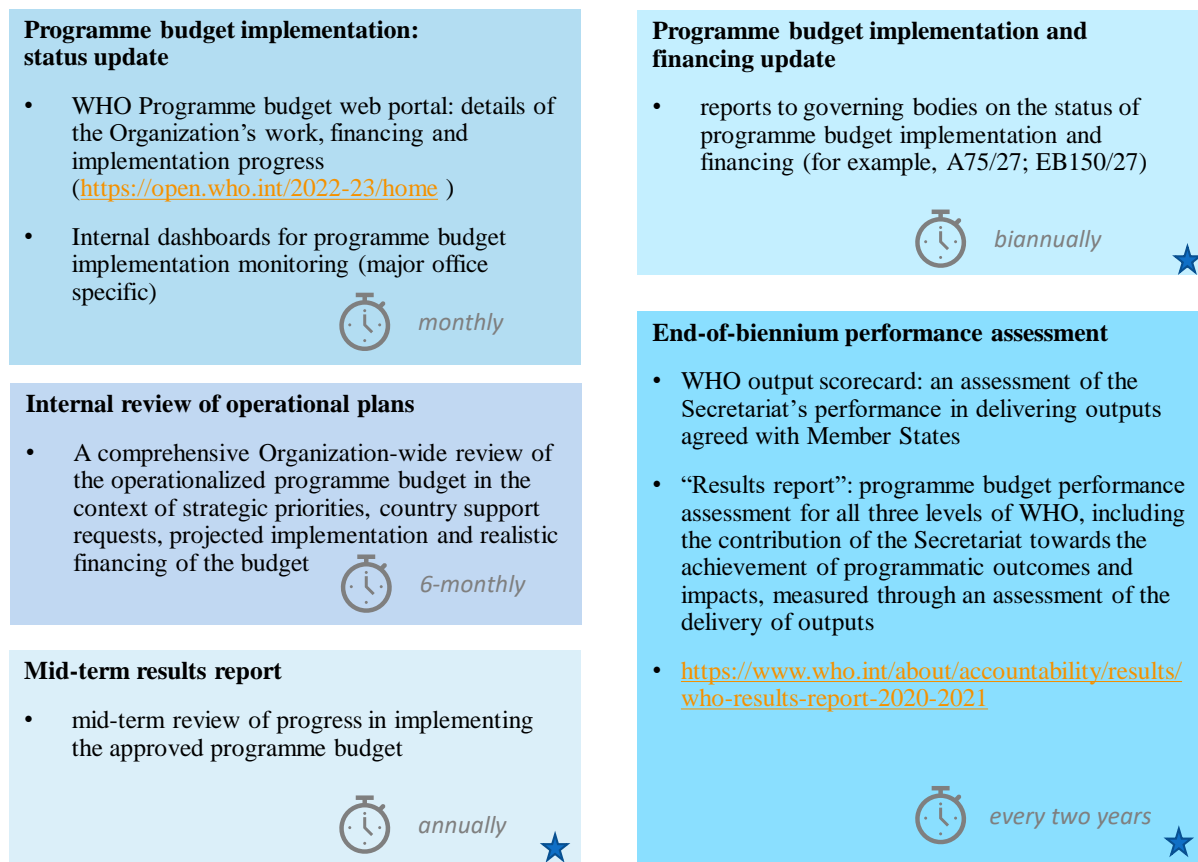 Programme budget implementation:
status update
• WHO Programme budget web portal: details of
the Organization's work, financing and
implementation progress
(https://open.who.int/2022-23/home )
• Internal dashboards for programme budget
implementation monitoring (major office
specific)
monthly
Internal review of operational plans
• A comprehensive Organization-wide review of
the operationalized programme budget in the
context of strategic priorities, country support
requests, projected implementation and realistic
financing of the budget
6-monthly
Mid-term results report
• mid-term review of progress in implementing
the approved programme budget
annually
Programme budget implementation and
financing update
• reports to governing bodies on the status of
programme budget implementation and
financing (for example, A75/27; EB150/27)
biannually
End-of-biennium performance assessment
• WHO output scorecard: an assessment of the
Secretariat's performance in delivering outputs
agreed with Member States
• “Results report”: programme budget performance
assessment for all three levels of WHO, including
the contribution of the Secretariat towards the
achievement of programmatic outcomes and
impacts, measured through an assessment of the
delivery of outputs
• https://www.who.int/about/accountability/results/
who-results-report-2020-2021
every two years